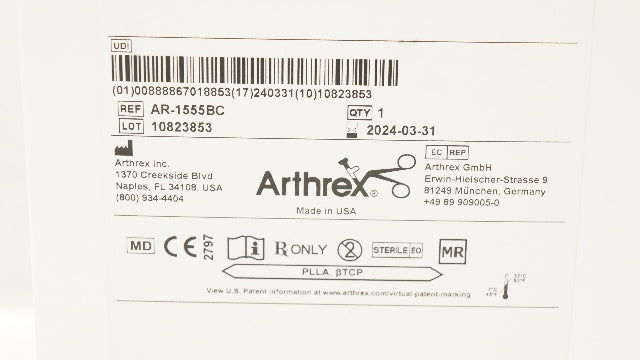 UDI
(01)00888867018853(17)240331(10)10823853
REF AR-1555BC
QTY 1
LOT 10823853
2024-03-31
Arthrex Inc.
1370 Creekside Blvd
Naples, FL 34108, USA
(800) 934-4404
Arthrex®
Made in USA
EC REP
Arthrex GmbH
Erwin-Hielscher-Strasse 9
81249 München, Germany
+49 89 909005-0
MD CE 2797 i Rx ONLY 2 STERILE EO MR
PLLA, βTCP
View U.S. Patent information at www.arthrex.com/virtual-patent-marking